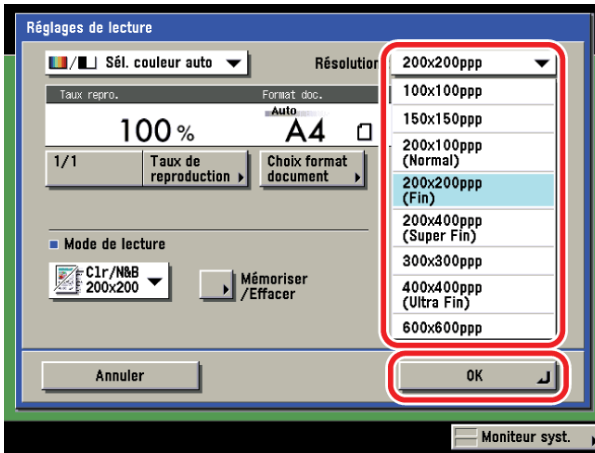 Réglages de lecture
Sél. couleur auto
Résolution
200x200ppp
Taux repro.
Format doc.
100 %
Auto
A4
1/1
Taux de
reproduction
Choix format
document
100x100ppp
150x150ppp
200x100ppp
(Normal)
200x200ppp
(Fin)
200x400ppp
(Super Fin)
300x300ppp
400x400ppp
(Ultra Fin)
600x600ppp
Mode de lecture
Clr/N&B
200x200
Mémoriser
/Effacer
Annuler
OK
Moniteur syst.